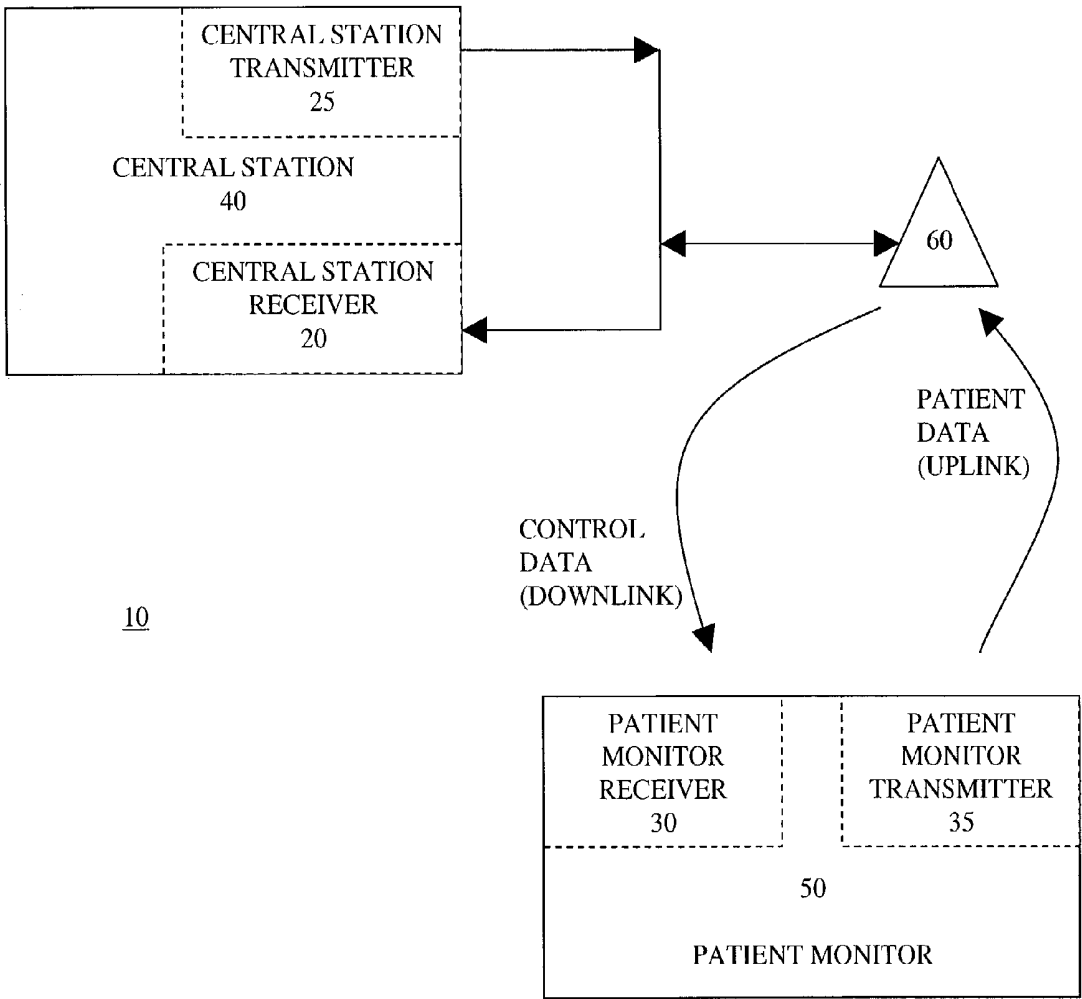 CENTRAL STATION
TRANSMITTER
25
CENTRAL STATION
40
CENTRAL STATION
RECEIVER
20
60
PATIENT
DATA
(UPLINK)
CONTROL
DATA
(DOWNLINK)
10
PATIENT
MONITOR
RECEIVER
30
PATIENT
MONITOR
TRANSMITTER
35
50
PATIENT MONITOR